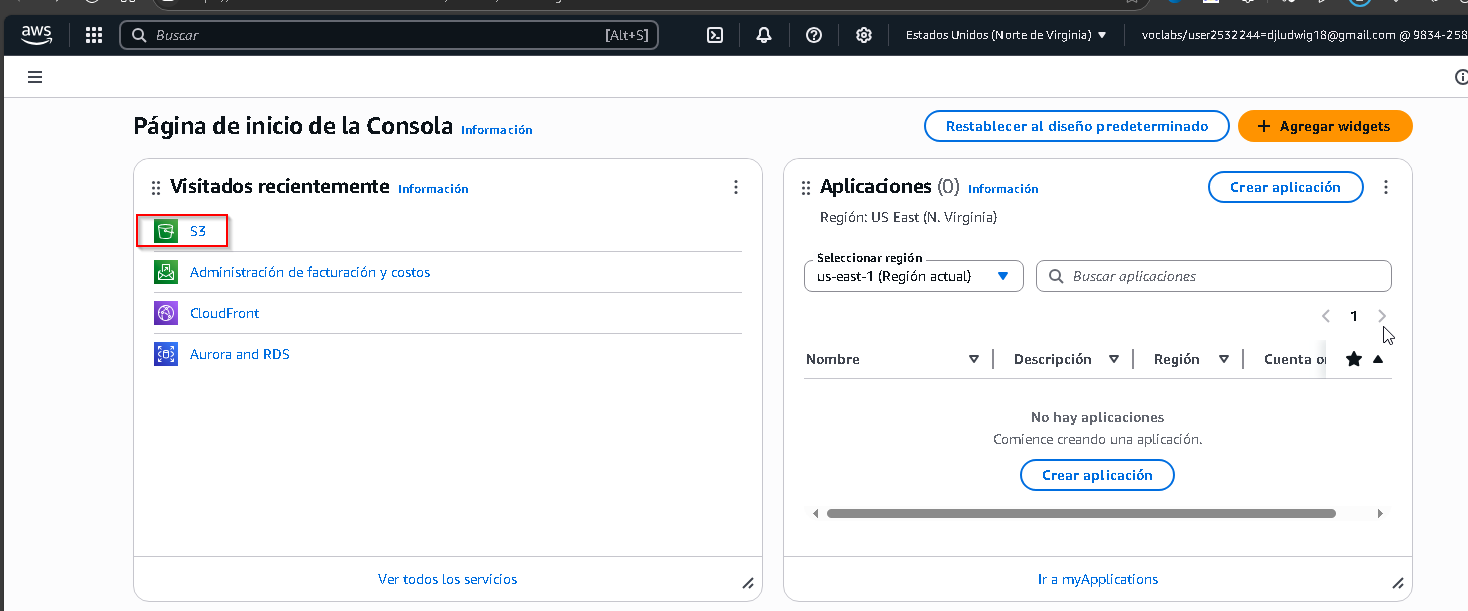 aws
Buscar [Alt+S]
Estados Unidos (Norte de Virginia)
voclabs/user2532244=djludwig18@gmail.com @ 9834-258
Página de inicio de la Consola Información
Restablecer al diseño predeterminado
+ Agregar widgets
Visitados recientemente Información
S3
Administración de facturación y costos
CloudFront
Aurora and RDS
Ver todos los servicios
Aplicaciones (0) Información
Crear aplicación
Región: US East (N. Virginia)
Seleccionar región
us-east-1 (Región actual)
Buscar aplicaciones
1
Nombre Descripción Región Cuenta
No hay aplicaciones
Comience creando una aplicación.
Crear aplicación
Ir a myApplications